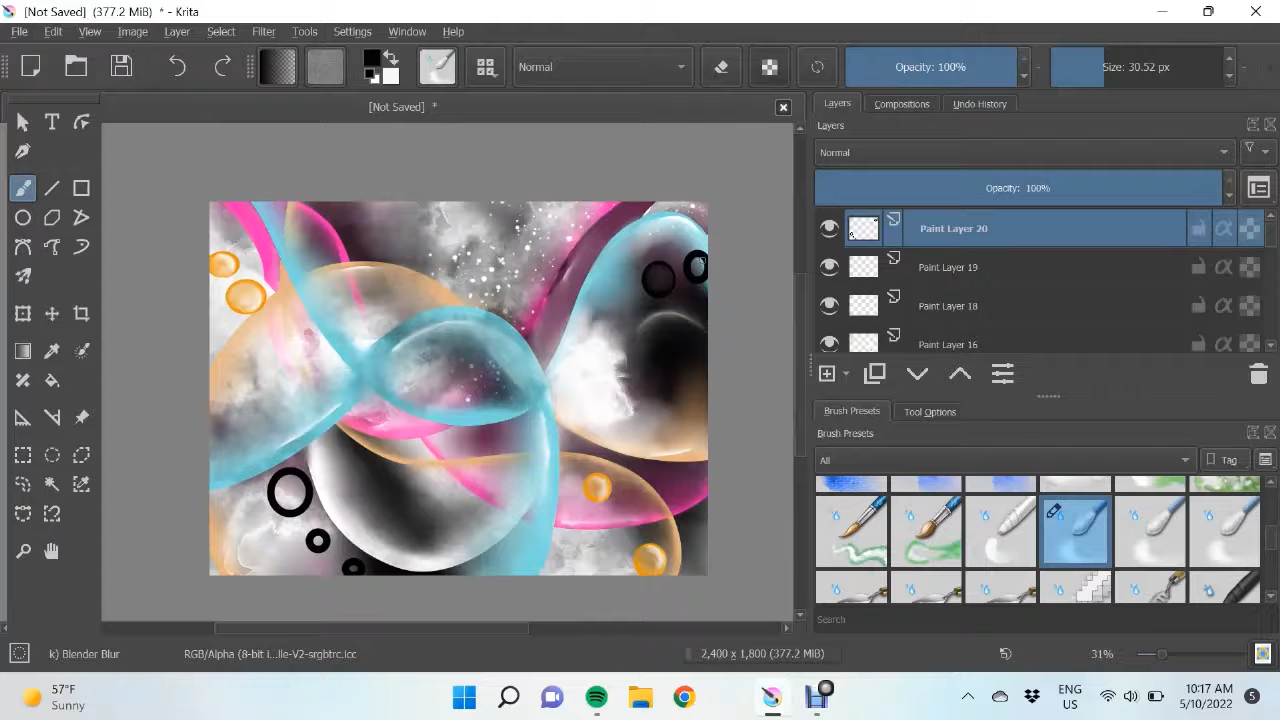 [Not Saved] (377.2 MiB) * - Krita
File Edit View Image Layer Select Filter Tools Settings Window Help
Normal
Opacity: 100%
Size: 30.52 px
[Not Saved] *
Layers Compositions Undo History
Layers
Normal
Opacity: 100%
Paint Layer 20
Paint Layer 19
Paint Layer 18
Paint Layer 16
Brush Presets Tool Options
Brush Presets
All
Tag
Search
k) Blender Blur
RGB/Alpha (8-bit i...lle-V2-srgbtrc.icc
2,400 x 1,800 (377.2 MiB)
31%
57°F
Sunny
ENG
US
10:17 AM
5/10/2022
5